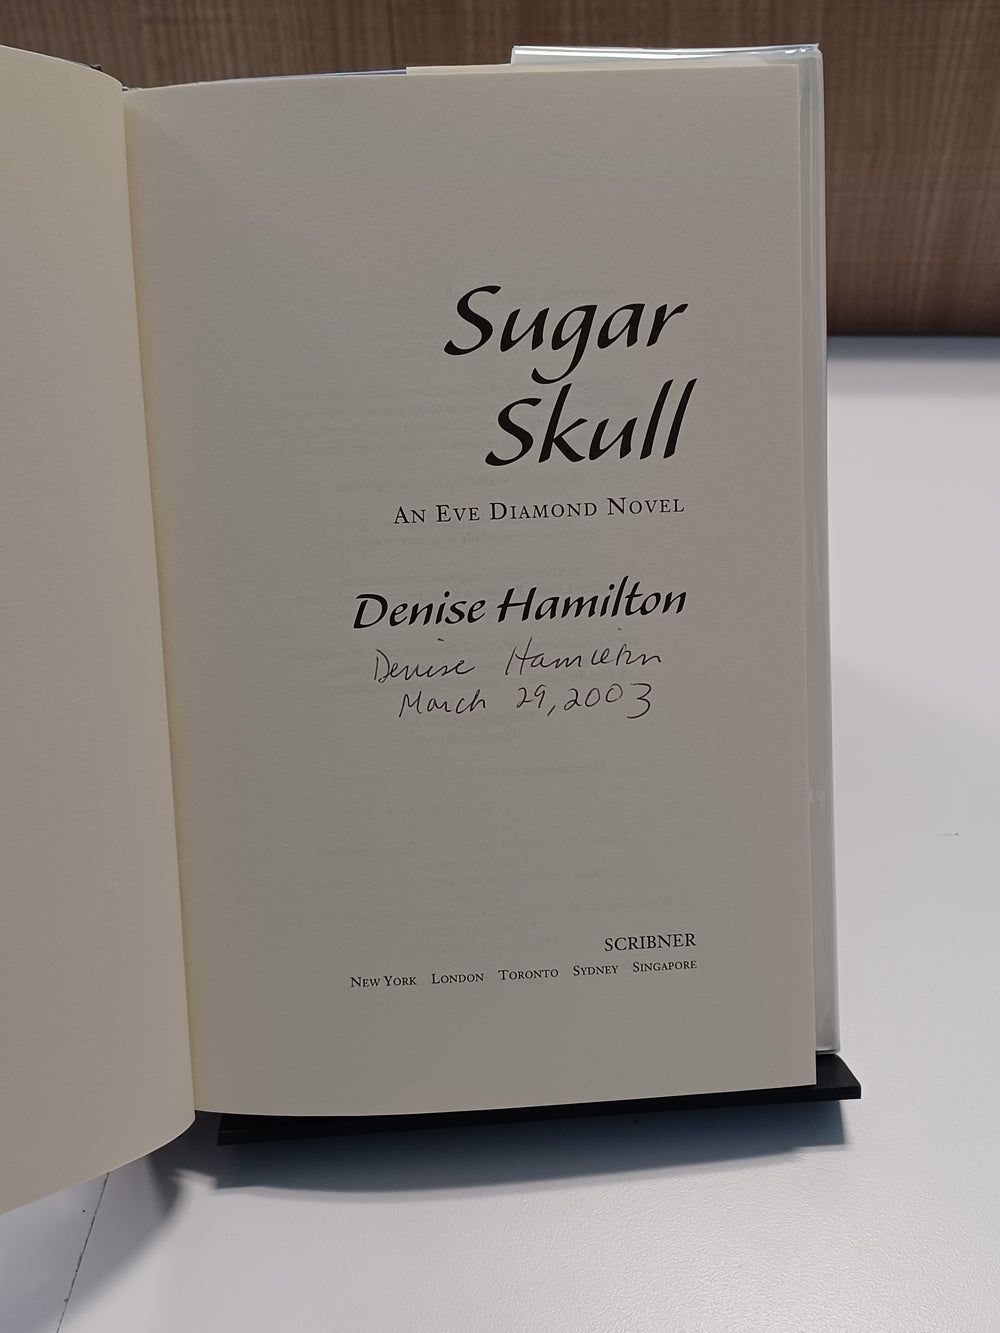 Sugar
Skull
An Eve Diamond Novel
Denise Hamilton
Denise Hamilton
March 29, 2003
SCRIBNER
New York London Toronto Sydney Singapore